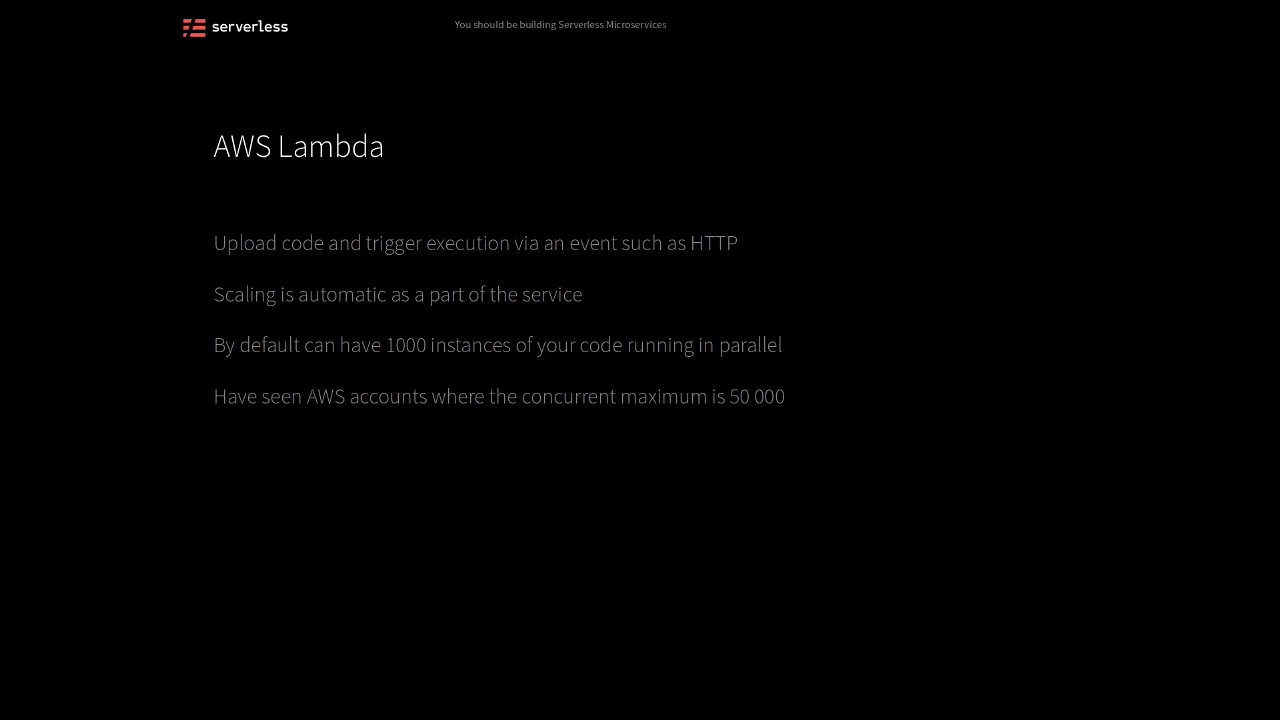 serverless
You should be building Serverless Microservices
AWS Lambda
Upload code and trigger execution via an event such as HTTP
Scaling is automatic as a part of the service
By default can have 1000 instances of your code running in parallel
Have seen AWS accounts where the concurrent maximum is 50 000